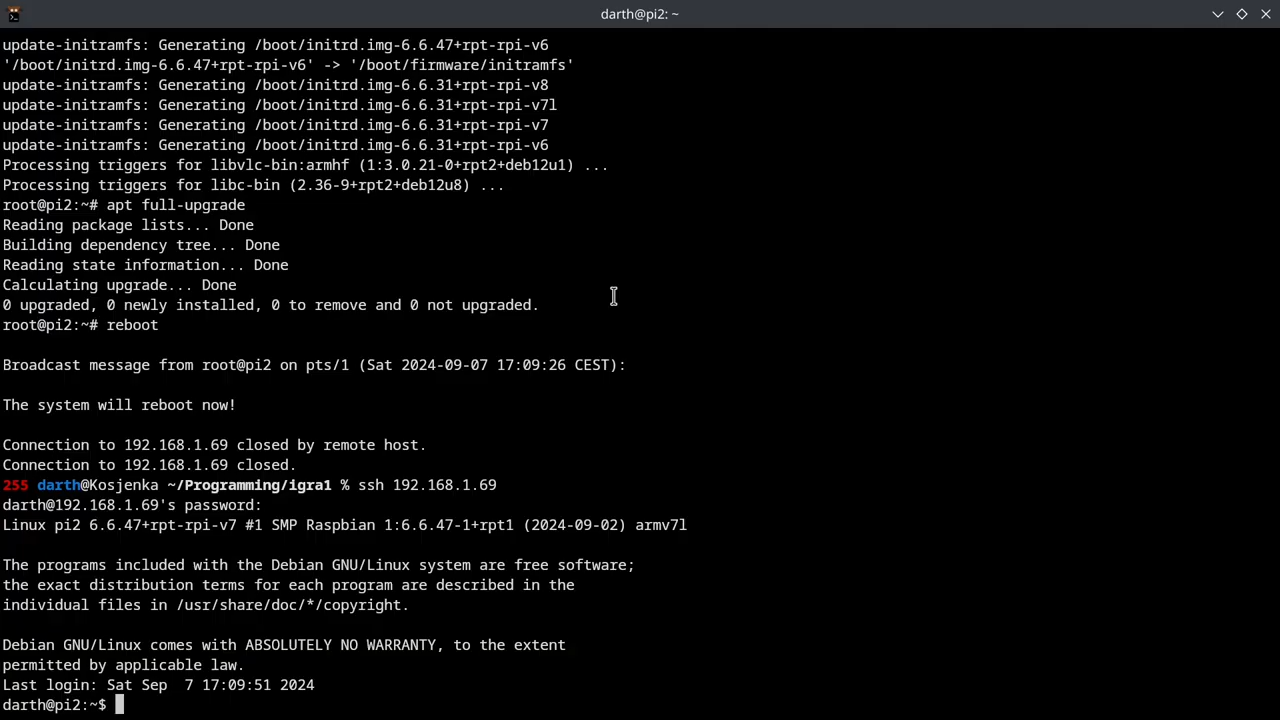 darth@pi2: ~
update-initramfs: Generating /boot/initrd.img-6.6.47+rpt-rpi-v6
'/boot/initrd.img-6.6.47+rpt-rpi-v6' -> '/boot/firmware/initramfs'
update-initramfs: Generating /boot/initrd.img-6.6.31+rpt-rpi-v8
update-initramfs: Generating /boot/initrd.img-6.6.31+rpt-rpi-v7l
update-initramfs: Generating /boot/initrd.img-6.6.31+rpt-rpi-v7
update-initramfs: Generating /boot/initrd.img-6.6.31+rpt-rpi-v6
Processing triggers for libvlc-bin:armhf (1:3.0.21-0+rpt2+deb12u1) ...
Processing triggers for libc-bin (2.36-9+rpt2+deb12u8) ...
root@pi2:~# apt full-upgrade
Reading package lists... Done
Building dependency tree... Done
Reading state information... Done
Calculating upgrade... Done
0 upgraded, 0 newly installed, 0 to remove and 0 not upgraded.
root@pi2:~# reboot
Broadcast message from root@pi2 on pts/1 (Sat 2024-09-07 17:09:26 CEST):
The system will reboot now!
Connection to 192.168.1.69 closed by remote host.
Connection to 192.168.1.69 closed.
255 darth@Kosjenka ~/Programming/igra1 % ssh 192.168.1.69
darth@192.168.1.69's password:
Linux pi2 6.6.47+rpt-rpi-v7 #1 SMP Raspbian 1:6.6.47-1+rpt1 (2024-09-02) armv7l
The programs included with the Debian GNU/Linux system are free software;
the exact distribution terms for each program are described in the
individual files in /usr/share/doc/*/copyright.
Debian GNU/Linux comes with ABSOLUTELY NO WARRANTY, to the extent
permitted by applicable law.
Last login: Sat Sep  7 17:09:51 2024
darth@pi2:~$